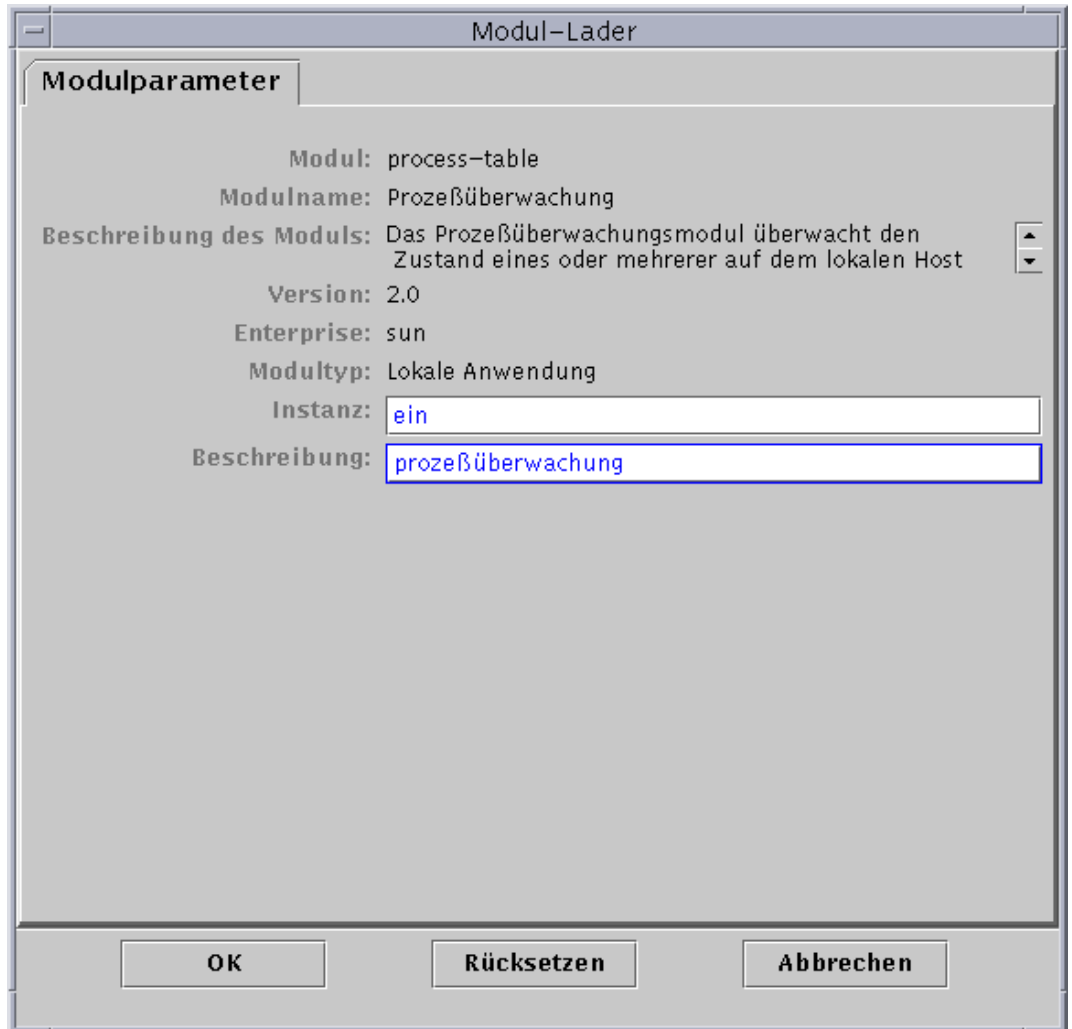 Modul-Lader
Modulparameter
Modul: process-table
Modulname: Prozeßüberwachung
Beschreibung des Moduls: Das Prozeßüberwachungsmodul überwacht den
Zustand eines oder mehrerer auf dem lokalen Host
Version: 2.0
Enterprise: sun
Modultyp: Lokale Anwendung
Instanz: ein
Beschreibung: prozeßüberwachung
OK Rücksetzen Abbrechen